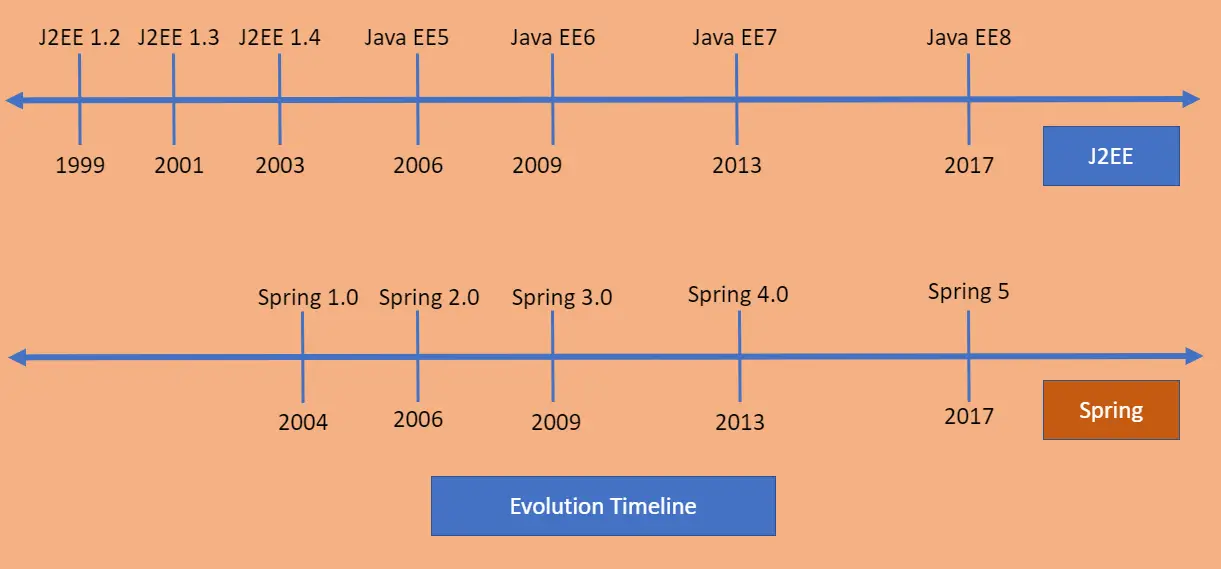 J2EE 1.2 J2EE 1.3 J2EE 1.4 Java EE5 Java EE6 Java EE7 Java EE8
1999 2001 2003 2006 2009 2013 2017
J2EE
Spring 1.0 Spring 2.0 Spring 3.0 Spring 4.0 Spring 5
2004 2006 2009 2013 2017
Spring
Evolution Timeline